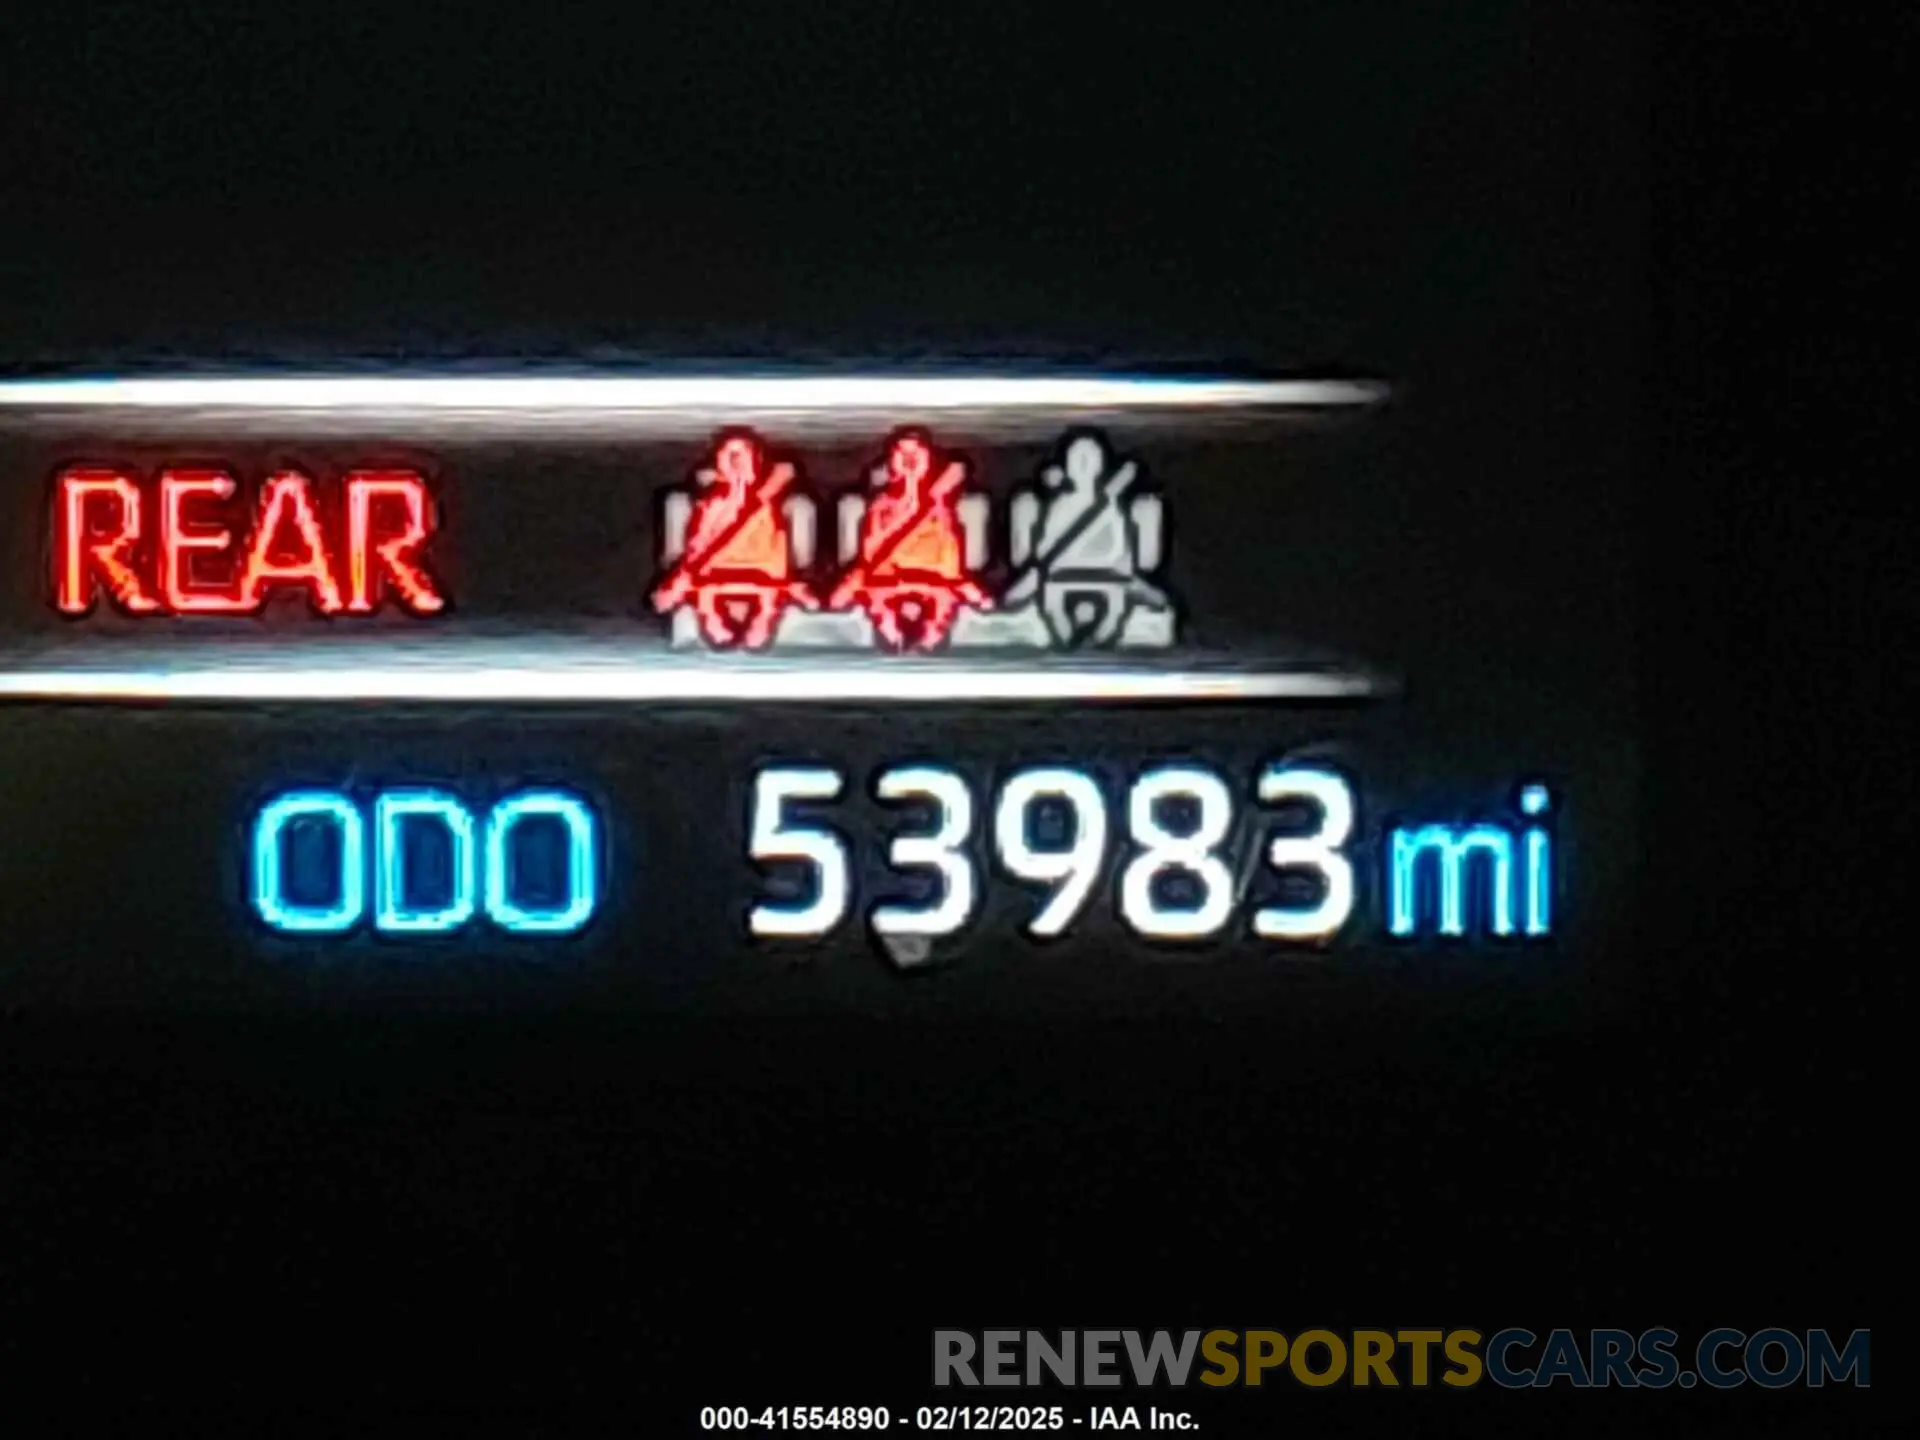 REAR
ODO 53983 mi
RENEWSPORTSCARS.COM
000-41554890 - 02/12/2025 - IAA Inc.